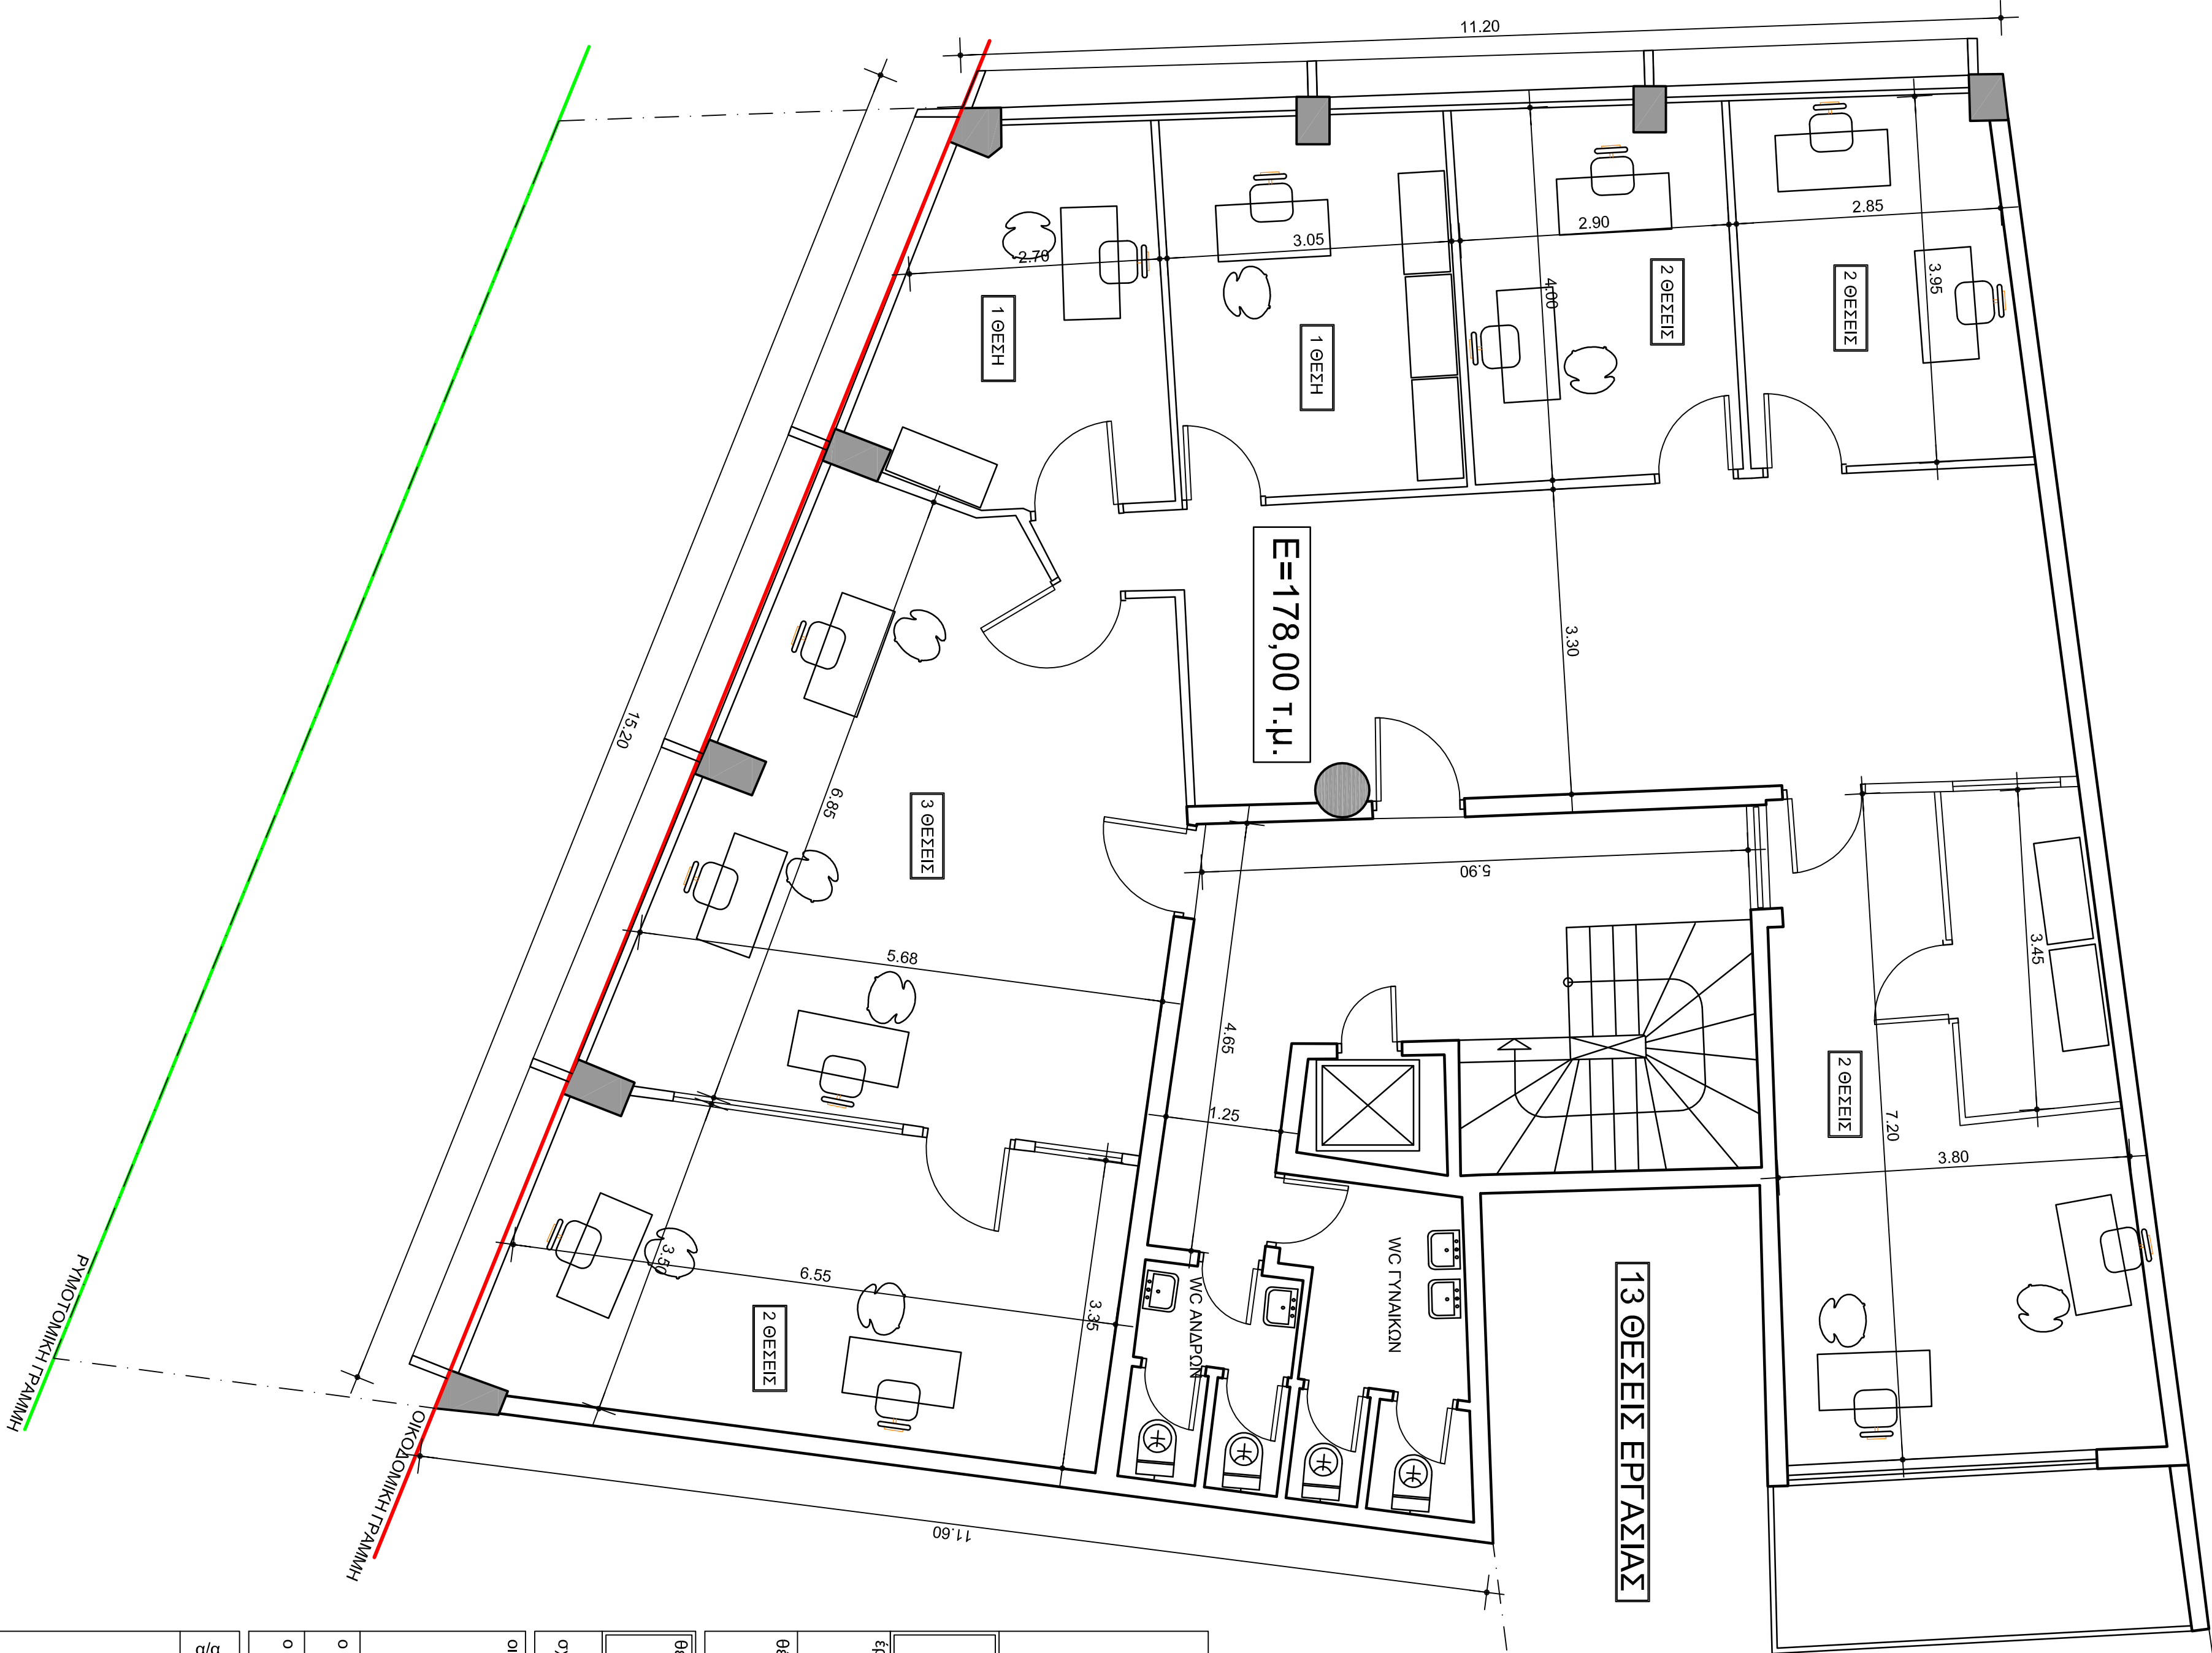 11.20
2.70
3.05
2.90
2.85
4.00
3.95
1 ΘΕΣΗ
1 ΘΕΣΗ
2 ΘΕΣΕΙΣ
2 ΘΕΣΕΙΣ
Ε=178,00 τ.μ.
3.30
15.20
6.85
3 ΘΕΣΕΙΣ
5.90
5.68
4.65
1.25
3.45
2 ΘΕΣΕΙΣ
7.20
3.80
3.50
6.55
3.35
2 ΘΕΣΕΙΣ
WC ΑΝΔΡΩΝ
WC ΓΥΝΑΙΚΩΝ
13 ΘΕΣΕΙΣ ΕΡΓΑΣΙΑΣ
11.60
ΡΥΜΟΤΟΜΙΚΗ ΓΡΑΜΜΗ
ΟΙΚΟΔΟΜΙΚΗ ΓΡΑΜΜΗ
α/α